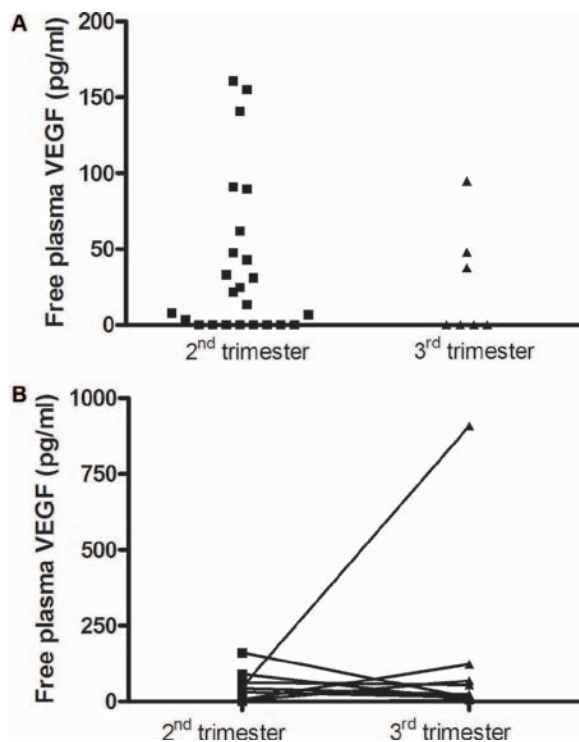 A
Free plasma VEGF (pg/ml)
200
150
100
50
0
2nd trimester
3rd trimester
B
Free plasma VEGF (pg/ml)
1000
750
500
250
0
2nd trimester
3rd trimester